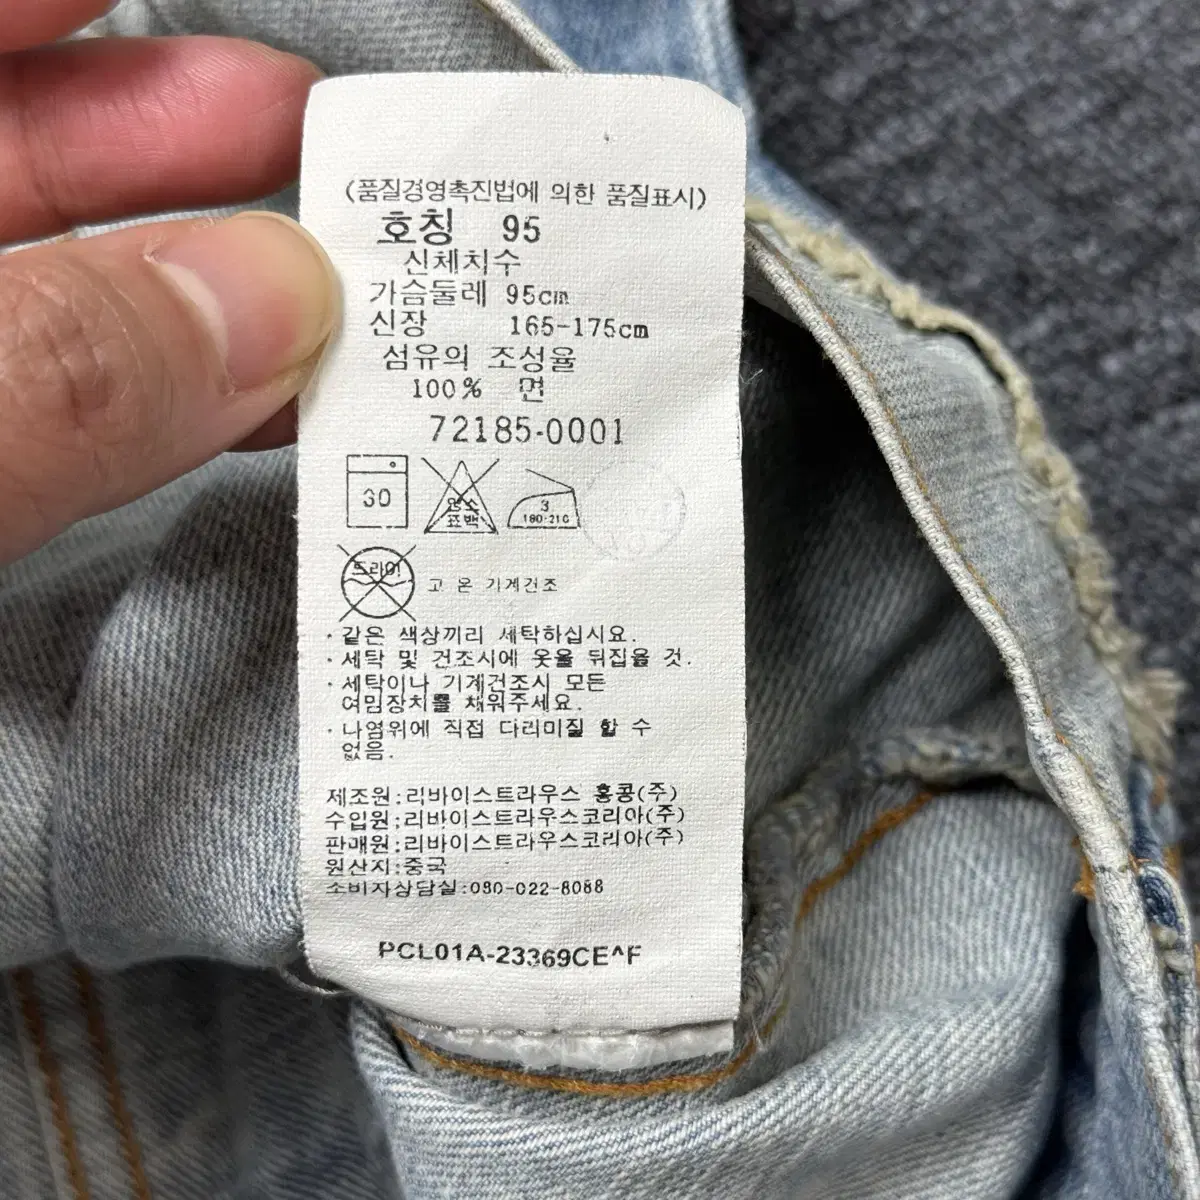 (품질경영촉진법에 의한 품질표시)
호칭 95
신체치수
가슴둘레 95cm
신장 165-175cm
섬유의 조성율
100% 면
72185-0001
30
염소
표백
3
180-210
드라이
고 온 기계건조
· 같은 색상끼리 세탁하십시요.
· 세탁 및 건조시에 옷을 뒤집을 것.
· 세탁이나 기계건조시 모든
여밈장치를 채워주세요.
· 나염위에 직접 다리미질 할 수
없음.
제조원:리바이스트라우스 홍콩(주)
수입원:리바이스트라우스코리아(주)
판매원:리바이스트라우스코리아(주)
원산지:중국
소비자상담실:080-022-8088
PCL01A-23369CE^F